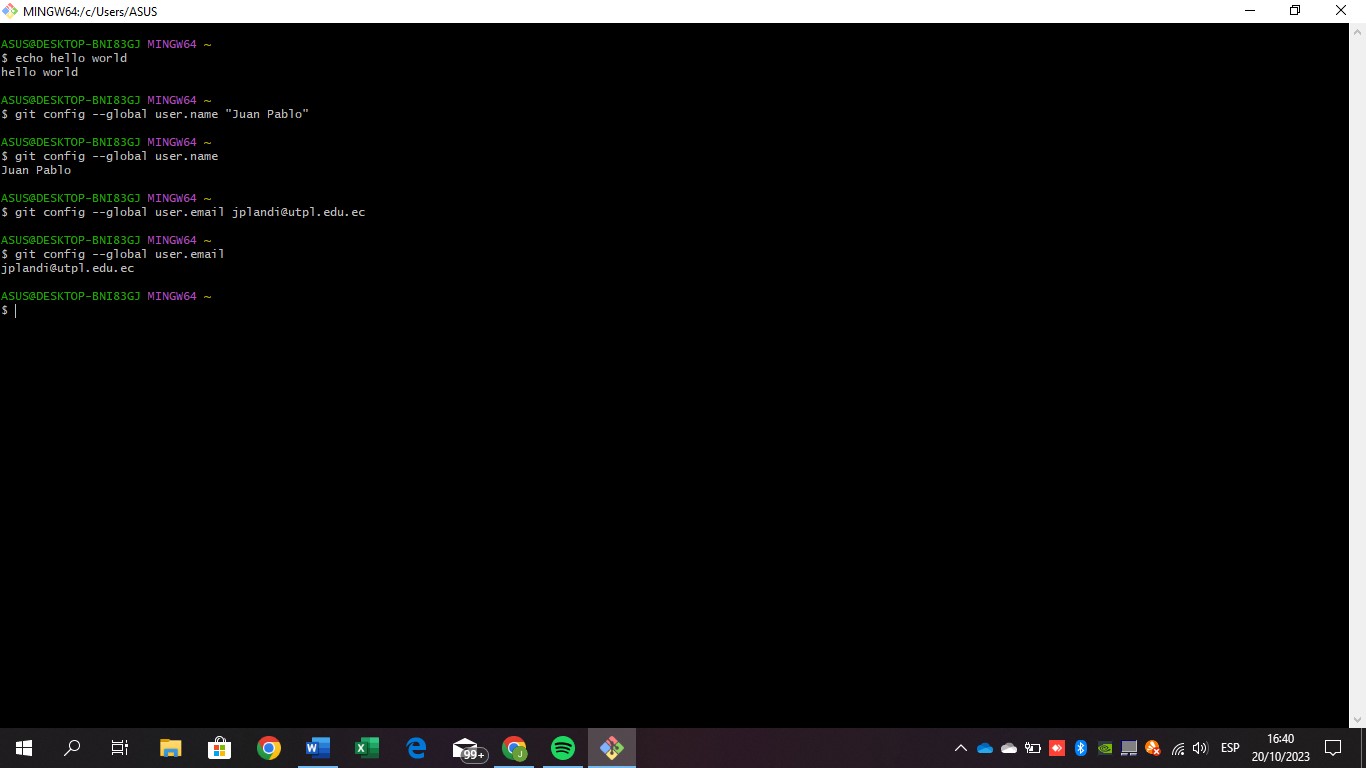 MINGW64:/c/Users/ASUS
ASUS@DESKTOP-BNI83GJ MINGW64 ~
$ echo hello world
hello world
ASUS@DESKTOP-BNI83GJ MINGW64 ~
$ git config --global user.name "Juan Pablo"
ASUS@DESKTOP-BNI83GJ MINGW64 ~
$ git config --global user.name
Juan Pablo
ASUS@DESKTOP-BNI83GJ MINGW64 ~
$ git config --global user.email jplandi@utpl.edu.ec
ASUS@DESKTOP-BNI83GJ MINGW64 ~
$ git config --global user.email
jplandi@utpl.edu.ec
ASUS@DESKTOP-BNI83GJ MINGW64 ~
$
99+
J
ESP
16:40
20/10/2023